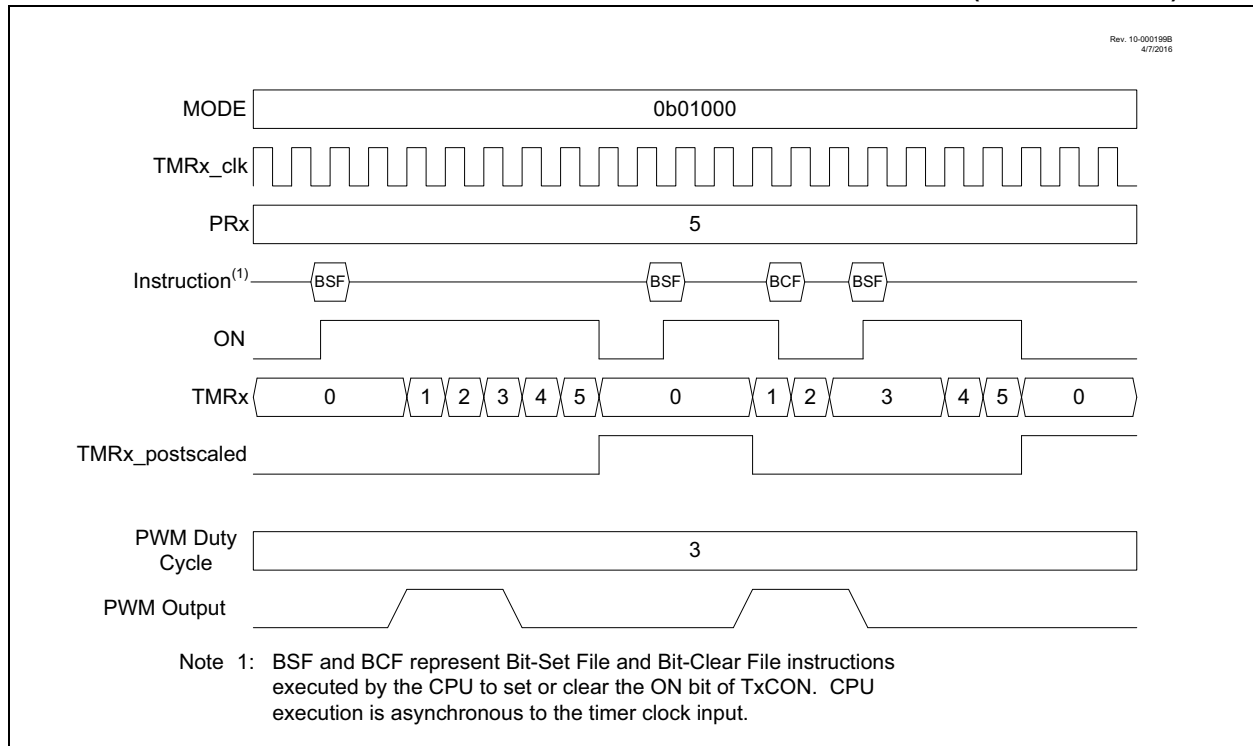 Rev. 10-000199B
4/7/2016
MODE 0b01000
TMRx_clk
PRx 5
Instruction(1) BSF BSF BCF BSF
ON
TMRx 0 1 2 3 4 5 0 1 2 3 4 5 0
TMRx_postscaled
PWM Duty
Cycle 3
PWM Output
Note 1: BSF and BCF represent Bit-Set File and Bit-Clear File instructions
executed by the CPU to set or clear the ON bit of TxCON. CPU
execution is asynchronous to the timer clock input.